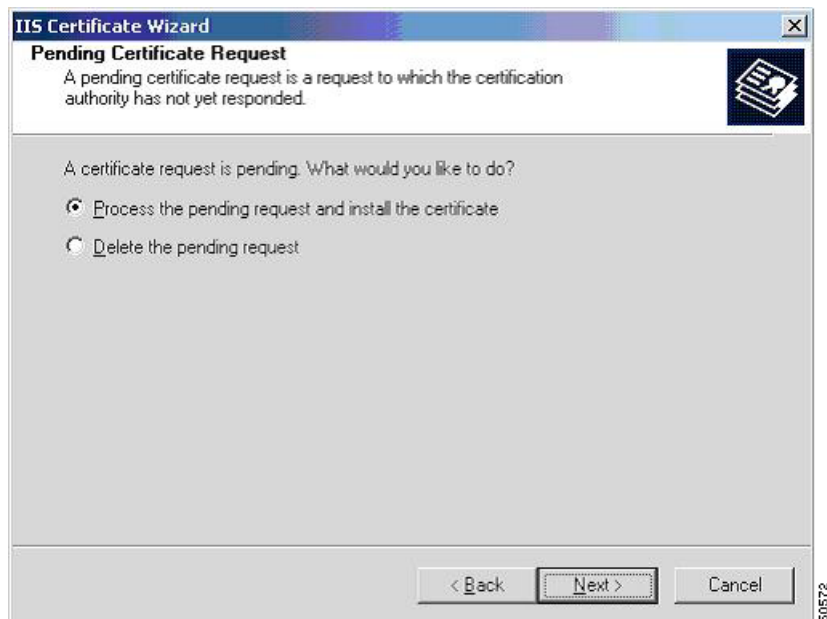 IIS Certificate Wizard
Pending Certificate Request
A pending certificate request is a request to which the certification
authority has not yet responded.
A certificate request is pending. What would you like to do?
Process the pending request and install the certificate
Delete the pending request
< Back
Next >
Cancel
50572